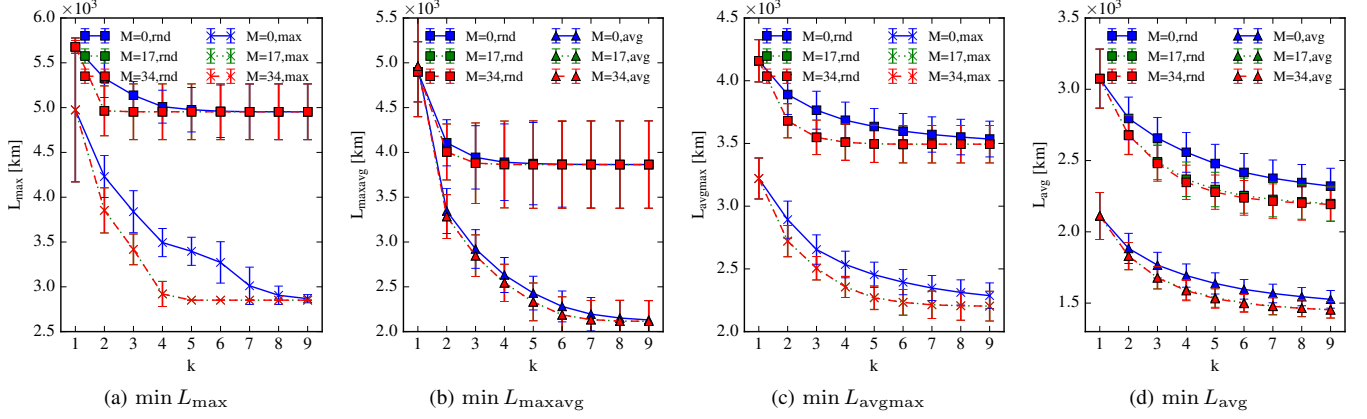 6.0 ×10³
5.5
5.0
4.5
4.0
3.5
3.0
2.5
L_max [km]
M=0,rnd M=0,max
M=17,rnd M=17,max
M=34,rnd M=34,max
1 2 3 4 5 6 7 8 9
k
(a) min L_max
5.5 ×10³
5.0
4.5
4.0
3.5
3.0
2.5
2.0
L_maxavg [km]
M=0,rnd M=0,avg
M=17,rnd M=17,avg
M=34,rnd M=34,avg
1 2 3 4 5 6 7 8 9
k
(b) min L_maxavg
4.5 ×10³
4.0
3.5
3.0
2.5
2.0
L_avgmax [km]
M=0,rnd M=0,max
M=17,rnd M=17,max
M=34,rnd M=34,max
1 2 3 4 5 6 7 8 9
k
(c) min L_avgmax
3.5 ×10³
3.0
2.5
2.0
1.5
L_avg [km]
M=0,rnd M=0,avg
M=17,rnd M=17,avg
M=34,rnd M=34,avg
1 2 3 4 5 6 7 8 9
k
(d) min L_avg